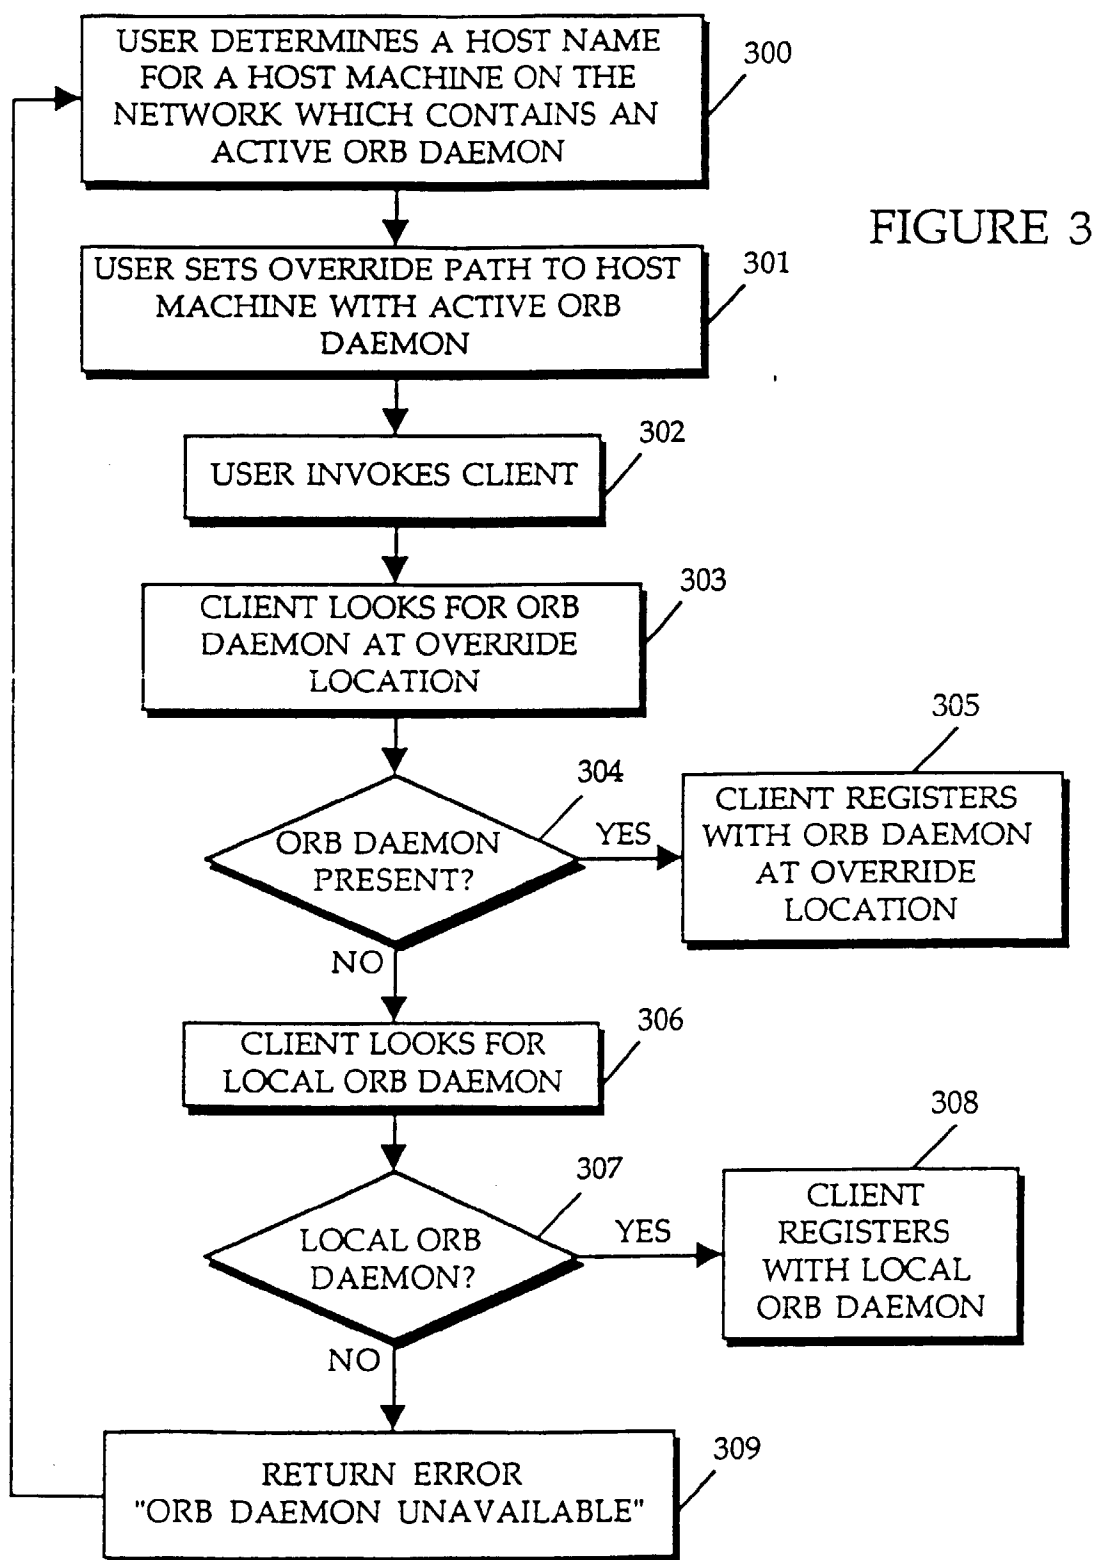 USER DETERMINES A HOST NAME
FOR A HOST MACHINE ON THE
NETWORK WHICH CONTAINS AN
ACTIVE ORB DAEMON
300
FIGURE 3
USER SETS OVERRIDE PATH TO HOST
MACHINE WITH ACTIVE ORB
DAEMON
301
USER INVOKES CLIENT
302
CLIENT LOOKS FOR ORB
DAEMON AT OVERRIDE
LOCATION
303
ORB DAEMON
PRESENT?
304
YES
CLIENT REGISTERS
WITH ORB DAEMON
AT OVERRIDE
LOCATION
305
NO
CLIENT LOOKS FOR
LOCAL ORB DAEMON
306
LOCAL ORB
DAEMON?
307
YES
CLIENT
REGISTERS
WITH LOCAL
ORB DAEMON
308
NO
RETURN ERROR
"ORB DAEMON UNAVAILABLE"
309